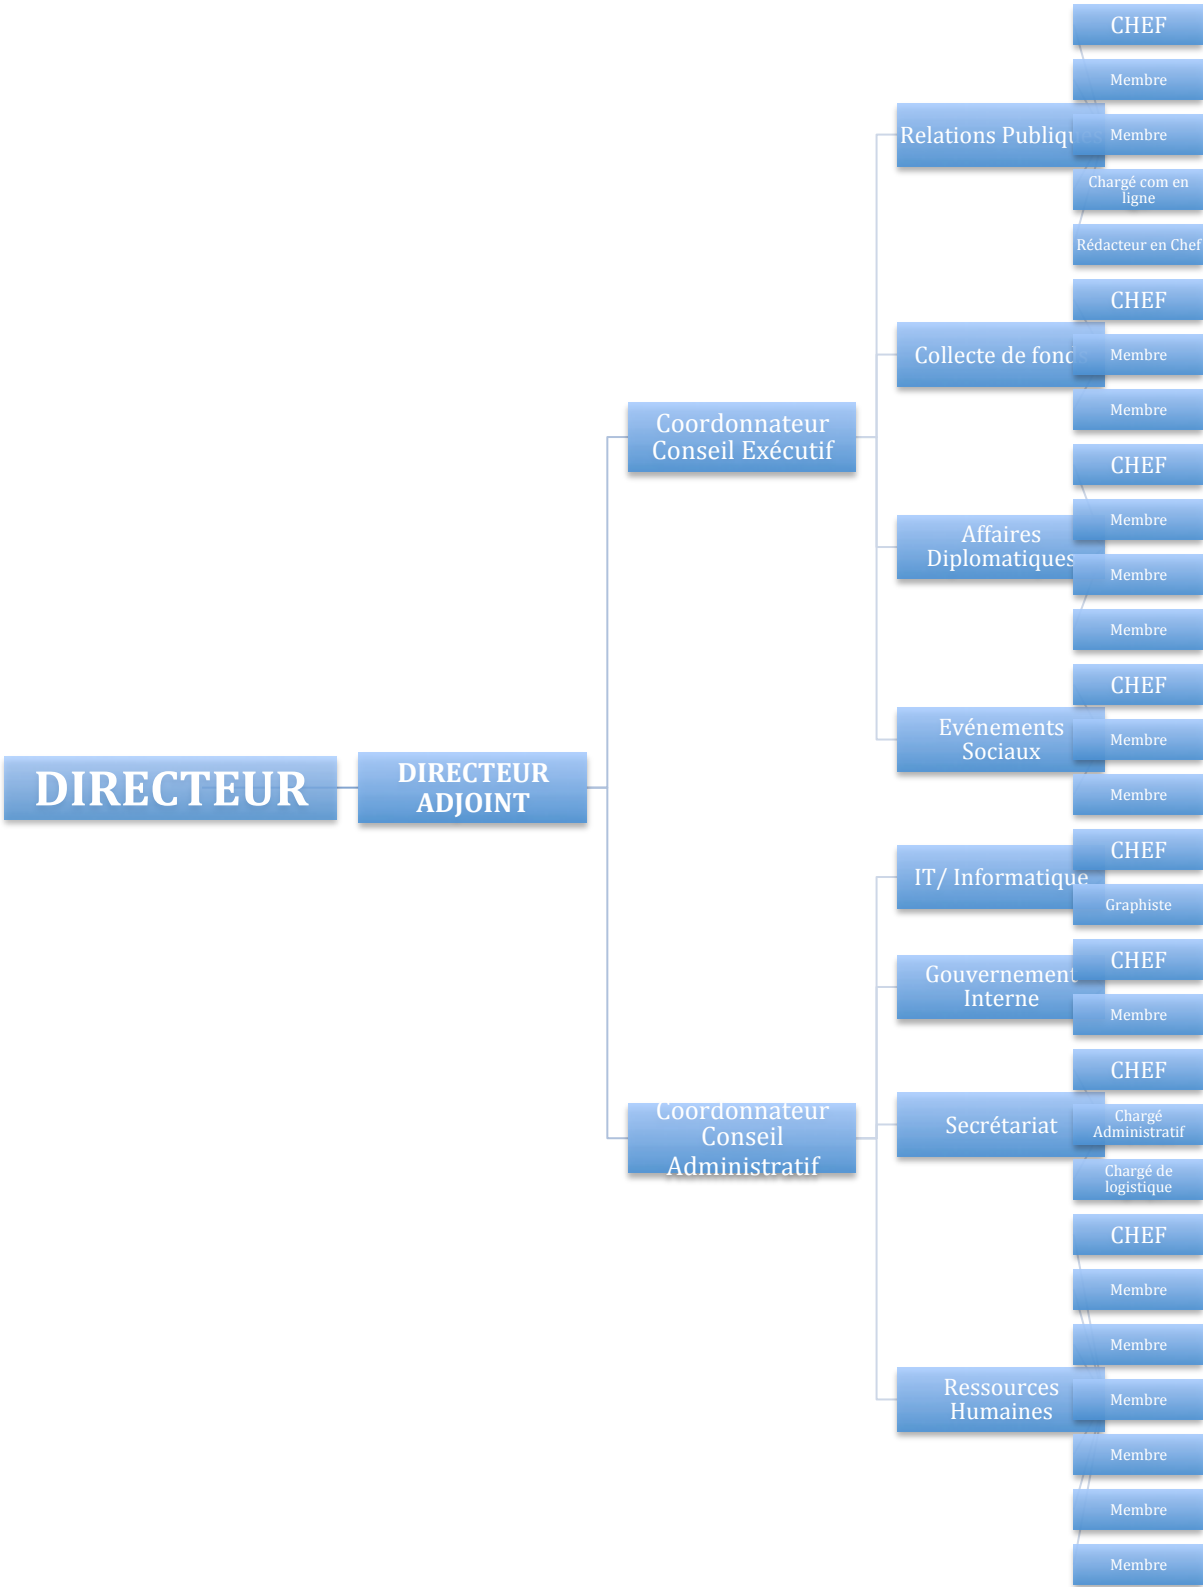 DIRECTEUR
DIRECTEUR
ADJOINT
Coordonnateur
Conseil Exécutif
Relations Publiques
CHEF
Membre
Membre
Chargé com en
ligne
Rédacteur en Chef
Collecte de fonds
CHEF
Membre
Membre
Affaires
Diplomatiques
CHEF
Membre
Membre
Membre
Evénements
Sociaux
CHEF
Membre
Membre
Coordonnateur
Conseil
Administratif
IT/ Informatique
CHEF
Graphiste
Gouvernement
Interne
CHEF
Membre
Secrétariat
CHEF
Chargé
Administratif
Chargé de
logistique
Ressources
Humaines
CHEF
Membre
Membre
Membre
Membre
Membre
Membre